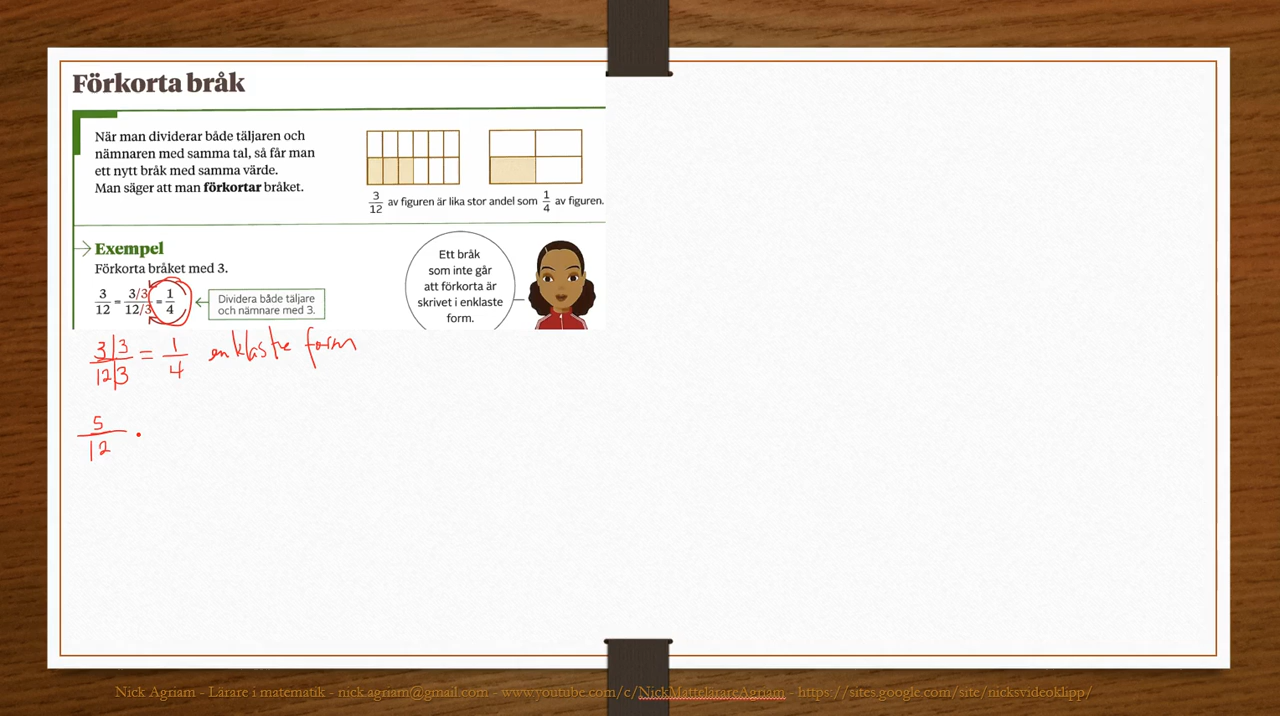 Förkorta bråk
När man dividerar både täljaren och
nämnaren med samma tal, så får man
ett nytt bråk med samma värde.
Man säger att man förkortar bråket.
3/12 av figuren är lika stor andel som 1/4 av figuren.
Exempel
Förkorta bråket med 3.
3/12 = 3/3 / 12/3 = 1/4
Dividera både täljare
och nämnare med 3.
Ett bråk
som inte går
att förkorta är
skrivet i enklaste
form.
3/3 / 12/3 = 1/4 enklaste form
5/12
Nick Agriam - Lärare i matematik - nick.agriam@gmail.com - www.youtube.com/c/NickMattelärareAgriam - https://sites.google.com/site/nicksvideoklipp/